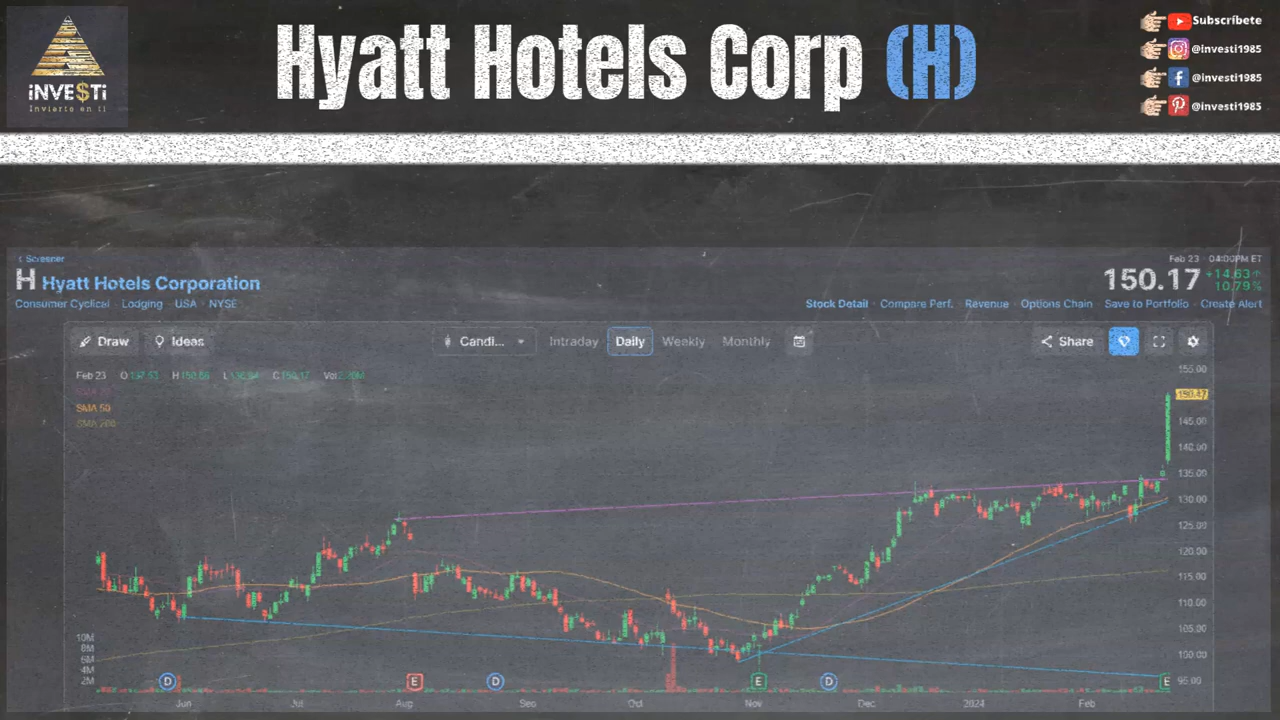 iNVE$Ti
Invierte en ti
Hyatt Hotels Corp (H)
Subscríbete
@investi1985
@investi1985
@investi1985
‹ Screener
H Hyatt Hotels Corporation
Consumer Cyclical · Lodging · USA · NYSE
Feb 23 · 04:00PM ET
150.17 +14.63
10.79%
Stock Detail · Compare Perf. · Revenue · Options Chain · Save to Portfolio · Create Alert
Draw Ideas Candl... Intraday Daily Weekly Monthly Share
Feb 23 O H C 150.17 Vol
SMA 50
SMA 200
155.00
150.17
145.00
140.00
135.00
130.00
125.00
120.00
115.00
110.00
105.00
100.00
95.00
10M
8M
6M
4M
2M
D E D E D E
Jun Jul Aug Sep Oct Nov Dec 2024 Feb